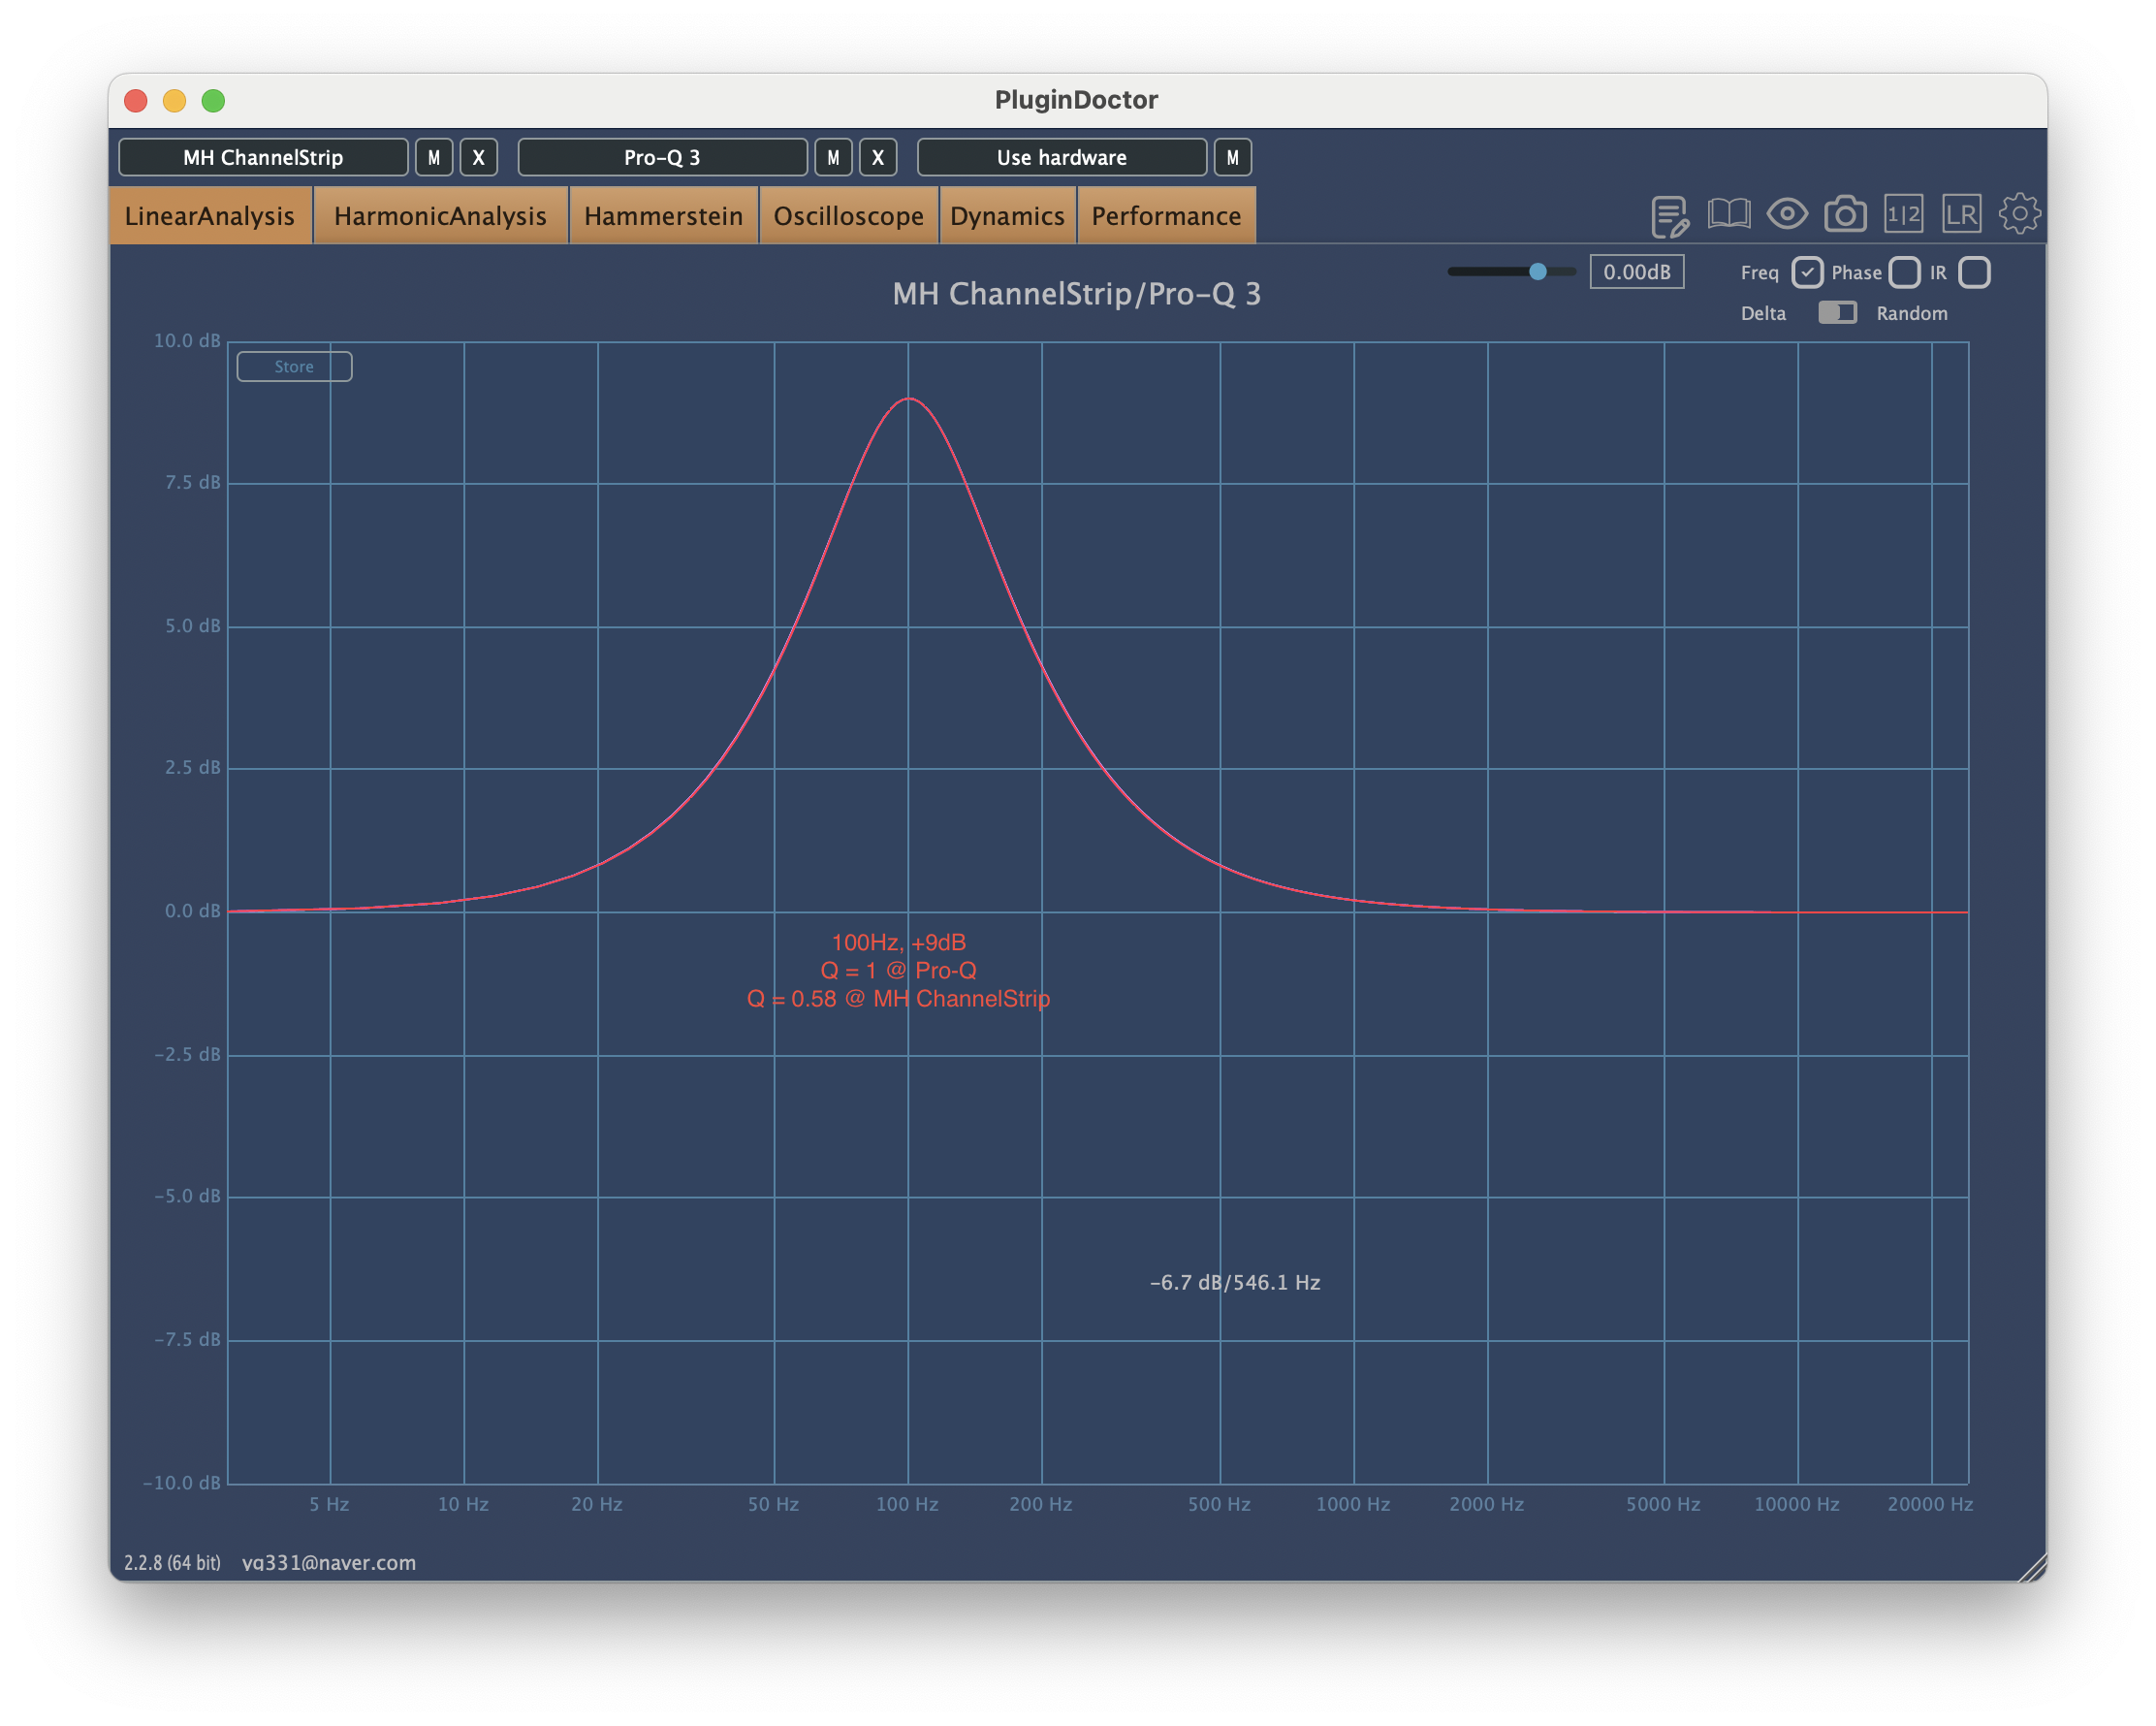 PluginDoctor
MH ChannelStrip M X Pro-Q 3 M X Use hardware M
LinearAnalysis HarmonicAnalysis Hammerstein Oscilloscope Dynamics Performance 1|2 LR
MH ChannelStrip/Pro-Q 3
0.00dB Freq Phase IR
Delta Random
10.0 dB
Store
7.5 dB
5.0 dB
2.5 dB
0.0 dB
100Hz, +9dB
Q = 1 @ Pro-Q
Q = 0.58 @ MH ChannelStrip
-2.5 dB
-5.0 dB
-6.7 dB/546.1 Hz
-7.5 dB
-10.0 dB
5 Hz 10 Hz 20 Hz 50 Hz 100 Hz 200 Hz 500 Hz 1000 Hz 2000 Hz 5000 Hz 10000 Hz 20000 Hz
2.2.8 (64 bit)